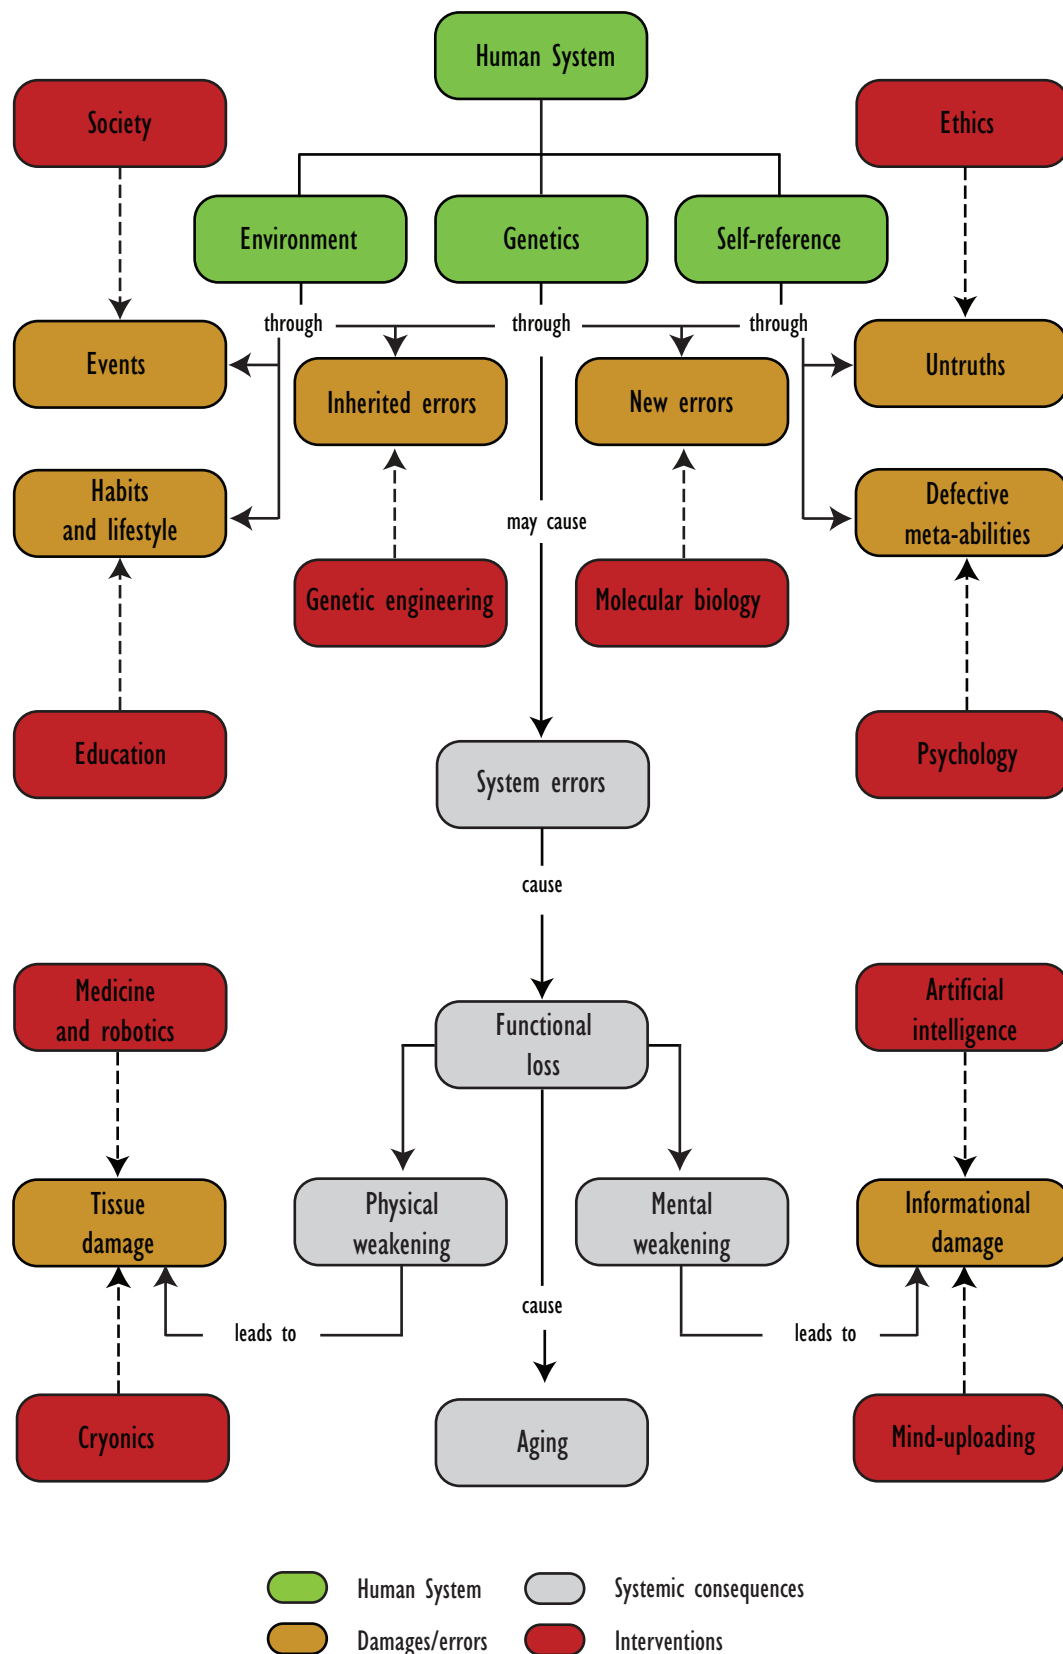 Human System
Society
Ethics
Environment
Genetics
Self-reference
through
through
through
Events
Inherited errors
New errors
Untruths
Habits
and lifestyle
may cause
Defective
meta-abilities
Genetic engineering
Molecular biology
Education
System errors
Psychology
cause
Medicine
and robotics
Functional
loss
Artificial
intelligence
Tissue
damage
Physical
weakening
Mental
weakening
Informational
damage
leads to
cause
leads to
Cryonics
Aging
Mind-uploading
Human System
Systemic consequences
Damages/errors
Interventions